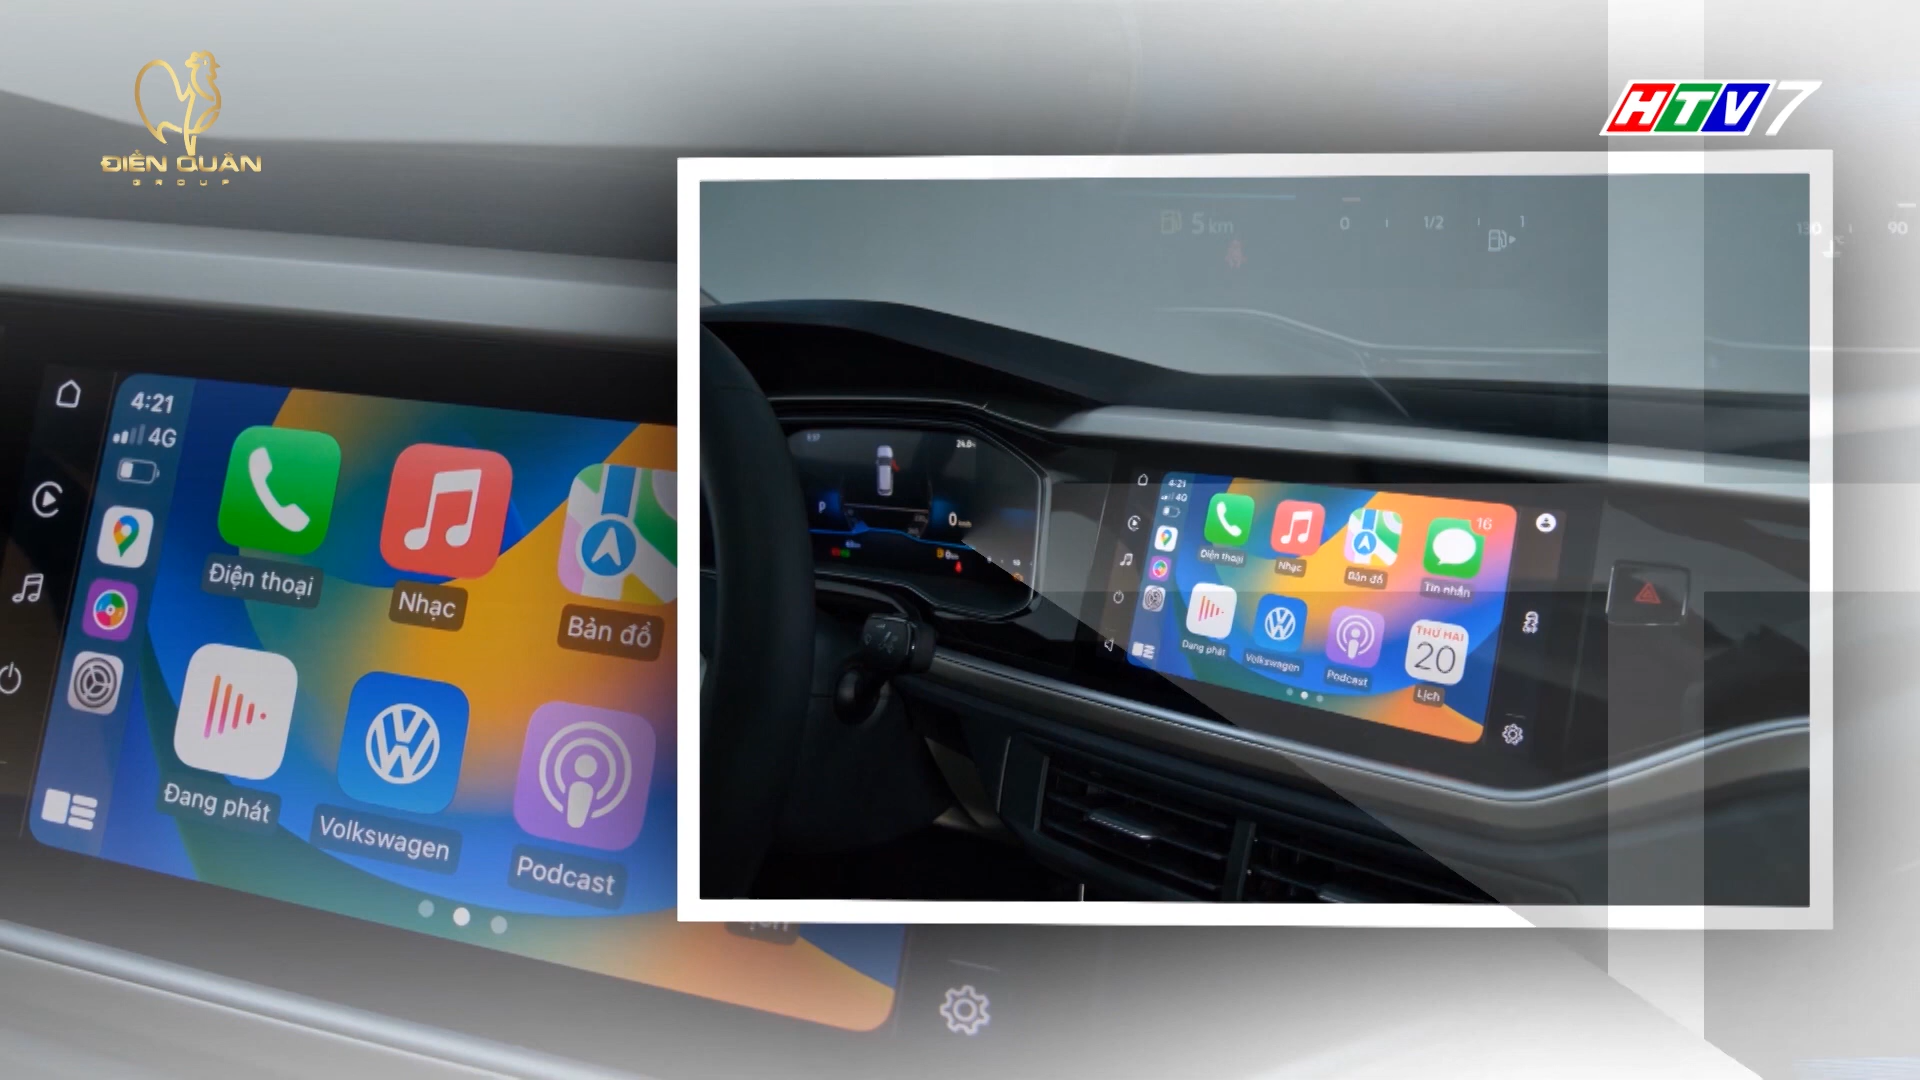 ĐIỀN QUÂN
GROUP
HTV7
4:21
4G
Điện thoại
Nhạc
Bản đồ
Đang phát
Volkswagen
Podcast
5 km
0
1/2
1
130
90
P
0
4:21
4G
Điện thoại
Nhạc
Bản đồ
16
Tin nhắn
Đang phát
Volkswagen
Podcast
THỨ HAI
20
Lịch